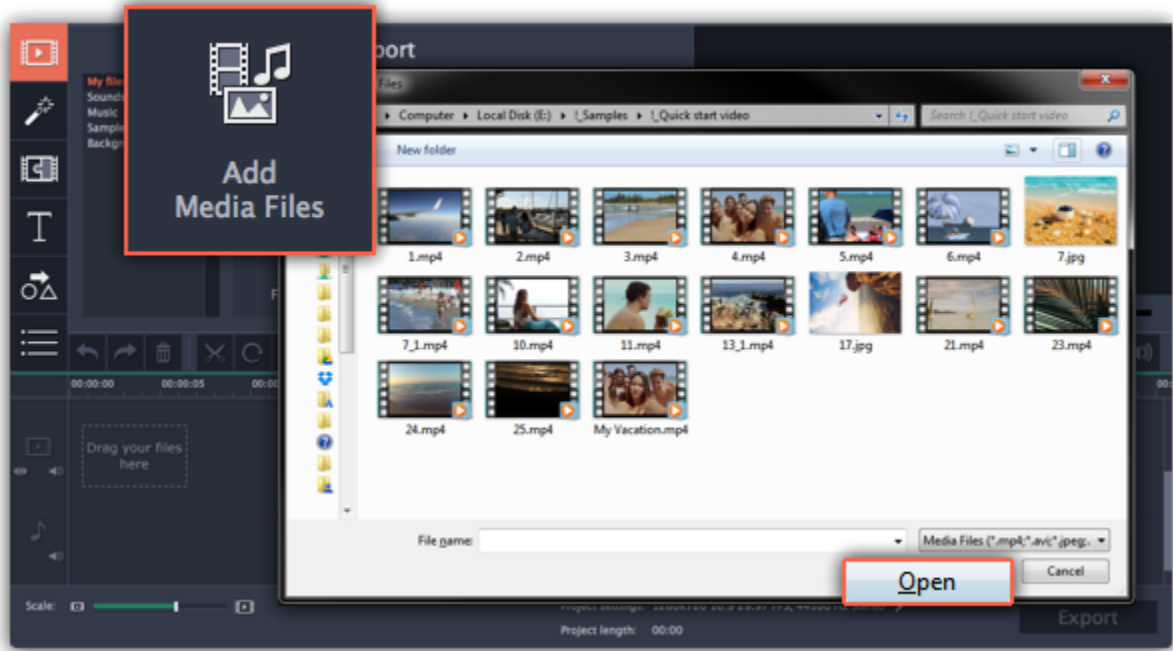 port
Add
Media Files
My file
Sounds
Music
Sample
Backgr
Files
Computer ▸ Local Disk (E:) ▸ !_Samples ▸ !_Quick start video
Search !_Quick start video
New folder
1.mp4 2.mp4 3.mp4 4.mp4 5.mp4 6.mp4 7.jpg
7_1.mp4 10.mp4 11.mp4 13_1.mp4 17.jpg 21.mp4 23.mp4
24.mp4 25.mp4 My Vacation.mp4
T
F
00:00:00 00:00:05 00:00 00:
Drag your files
here
File name: Media Files (*.mp4;*.avi;*.jpeg;.
Open Cancel
Scale:
Project length: 00:00
Export